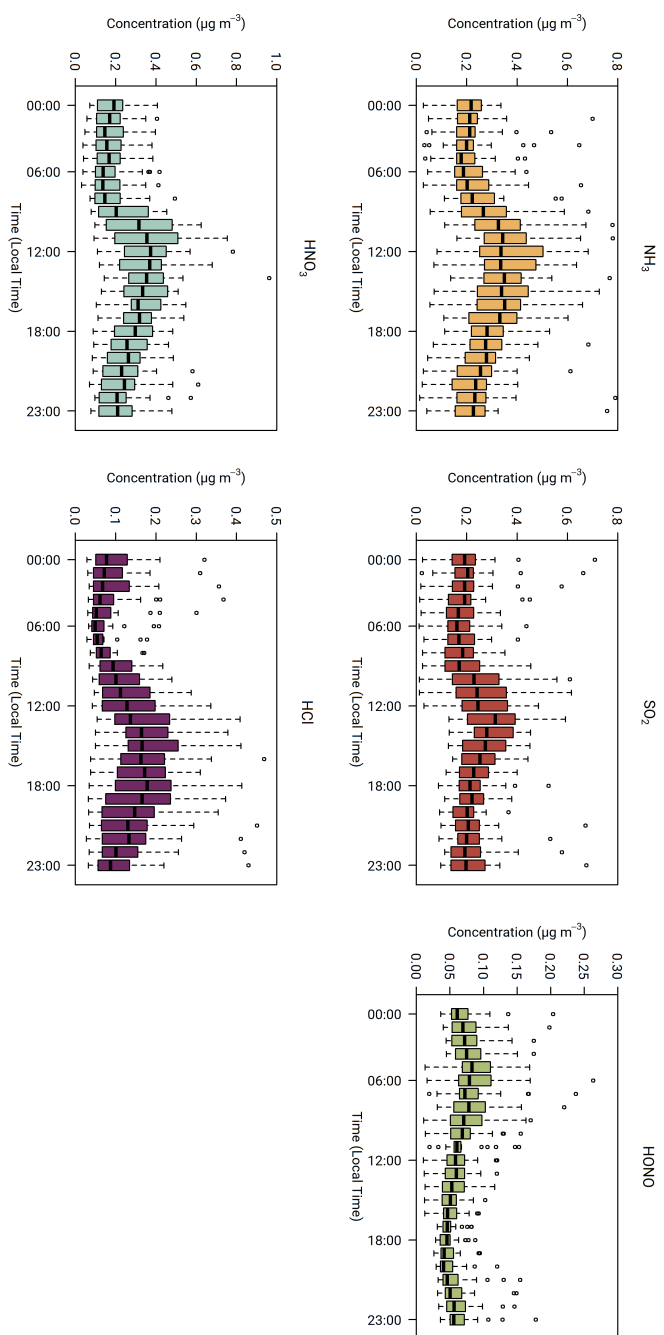 NH₃
Concentration (µg m⁻³)
0.0 0.2 0.4 0.6 0.8
00:00 06:00 12:00 18:00 23:00
Time (Local Time)
SO₂
Concentration (µg m⁻³)
0.0 0.2 0.4 0.6 0.8
00:00 06:00 12:00 18:00 23:00
Time (Local Time)
HONO
Concentration (µg m⁻³)
0.00 0.05 0.10 0.15 0.20 0.25 0.30
00:00 06:00 12:00 18:00 23:00
Time (Local Time)
HNO₃
Concentration (µg m⁻³)
0.0 0.2 0.4 0.6 0.8 1.0
00:00 06:00 12:00 18:00 23:00
Time (Local Time)
HCl
Concentration (µg m⁻³)
0.0 0.1 0.2 0.3 0.4 0.5
00:00 06:00 12:00 18:00 23:00
Time (Local Time)